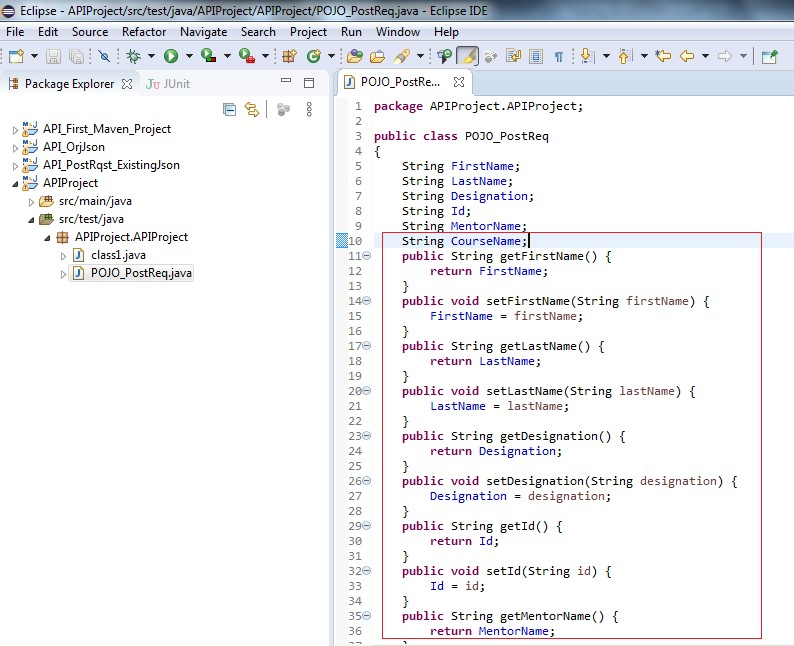 Eclipse - APIProject/src/test/java/APIProject/APIProject/POJO_PostReq.java - Eclipse IDE
File Edit Source Refactor Navigate Search Project Run Window Help
Package Explorer JUnit
API_First_Maven_Project
API_OrjJson
API_PostRqst_ExistingJson
APIProject
src/main/java
src/test/java
APIProject.APIProject
class1.java
POJO_PostReq.java
POJO_PostRe...
1 package APIProject.APIProject;
2
3 public class POJO_PostReq
4 {
5 String FirstName;
6 String LastName;
7 String Designation;
8 String Id;
9 String MentorName;
10 String CourseName;
11 public String getFirstName() {
12 return FirstName;
13 }
14 public void setFirstName(String firstName) {
15 FirstName = firstName;
16 }
17 public String getLastName() {
18 return LastName;
19 }
20 public void setLastName(String lastName) {
21 LastName = lastName;
22 }
23 public String getDesignation() {
24 return Designation;
25 }
26 public void setDesignation(String designation) {
27 Designation = designation;
28 }
29 public String getId() {
30 return Id;
31 }
32 public void setId(String id) {
33 Id = id;
34 }
35 public String getMentorName() {
36 return MentorName;